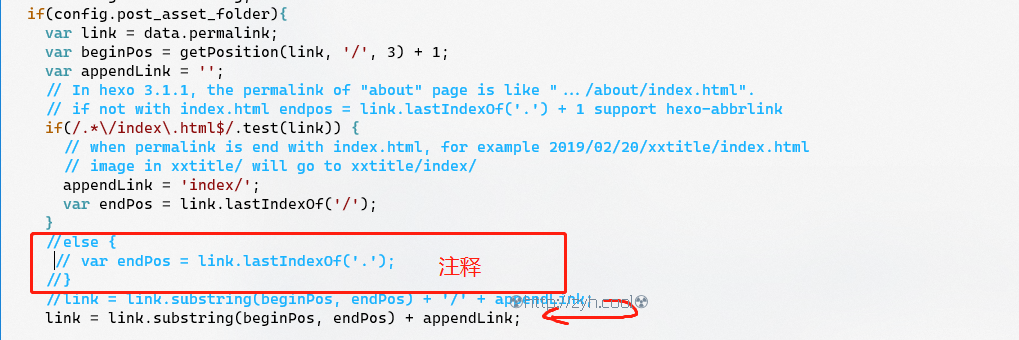 if(config.post_asset_folder){
var link = data.permalink;
var beginPos = getPosition(link, '/', 3) + 1;
var appendLink = '';
// In hexo 3.1.1, the permalink of "about" page is like ".../about/index.html".
// if not with index.html endpos = link.lastIndexOf('.') + 1 support hexo-abbrlink
if(/.*\/index\.html$/.test(link)) {
// when permalink is end with index.html, for example 2019/02/20/xxtitle/index.html
// image in xxtitle/ will go to xxtitle/index/
appendLink = 'index/';
var endPos = link.lastIndexOf('/');
}
//else {
// var endPos = link.lastIndexOf('.');
注释
//}
//link = link.substring(beginPos, endPos) + '/' + appendLink;
☢http://zyh.cool☢
link = link.substring(beginPos, endPos) + appendLink;